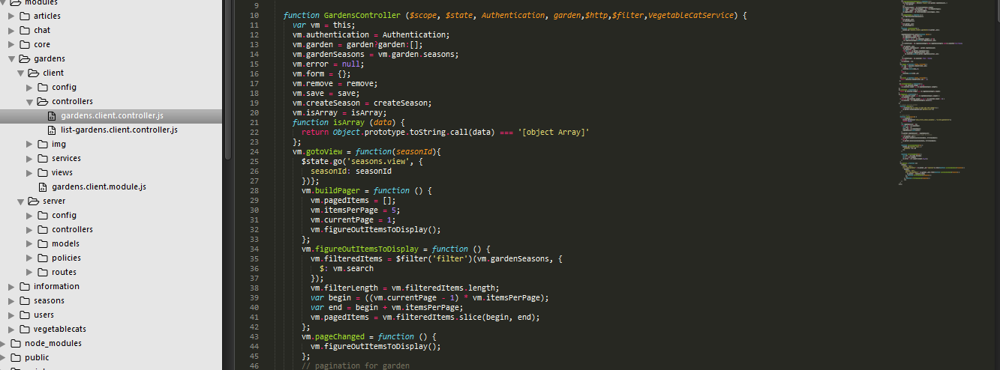 modules
articles
chat
core
gardens
client
config
controllers
gardens.client.controller.js
list-gardens.client.controller.js
img
services
views
gardens.client.module.js
server
config
controllers
models
policies
routes
information
seasons
users
vegetablecats
node_modules
public
9
10 function GardensController ($scope, $state, Authentication, garden,$http,$filter,VegetableCatService) {
11 var vm = this;
12 vm.authentication = Authentication;
13 vm.garden = garden?garden:[];
14 vm.gardenSeasons = vm.garden.seasons;
15 vm.error = null;
16 vm.form = {};
17 vm.remove = remove;
18 vm.save = save;
19 vm.createSeason = createSeason;
20 vm.isArray = isArray;
21 function isArray (data) {
22 return Object.prototype.toString.call(data) === '[object Array]'
23 };
24 vm.gotoView = function(seasonId){
25 $state.go('seasons.view', {
26 seasonId: seasonId
27 })};
28 vm.buildPager = function () {
29 vm.pagedItems = [];
30 vm.itemsPerPage = 5;
31 vm.currentPage = 1;
32 vm.figureOutItemsToDisplay();
33 };
34 vm.figureOutItemsToDisplay = function () {
35 vm.filteredItems = $filter('filter')(vm.gardenSeasons, {
36 $: vm.search
37 });
38 vm.filterLength = vm.filteredItems.length;
39 var begin = ((vm.currentPage - 1) * vm.itemsPerPage);
40 var end = begin + vm.itemsPerPage;
41 vm.pagedItems = vm.filteredItems.slice(begin, end);
42 };
43 vm.pageChanged = function () {
44 vm.figureOutItemsToDisplay();
45 };
46 // pagination for garden